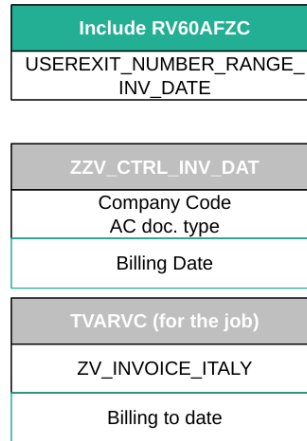 Include RV60AFZC
USEREXIT_NUMBER_RANGE_
INV_DATE
ZZV_CTRL_INV_DAT
Company Code
AC doc. type
Billing Date
TVARVC (for the job)
ZV_INVOICE_ITALY
Billing to date